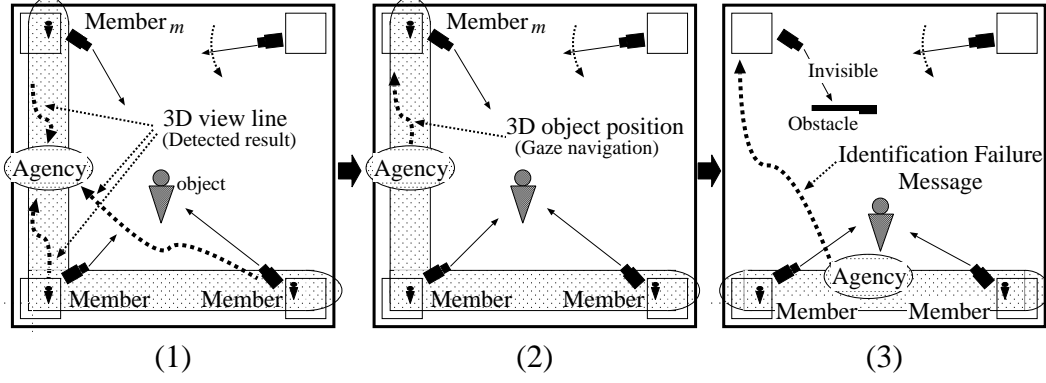 Member m
3D view line
(Detected result)
Agency
object
Member
Member
(1)
Member m
3D object position
(Gaze navigation)
Agency
Member
Member
(2)
Invisible
Obstacle
Identification Failure
Message
Agency
Member
Member
(3)